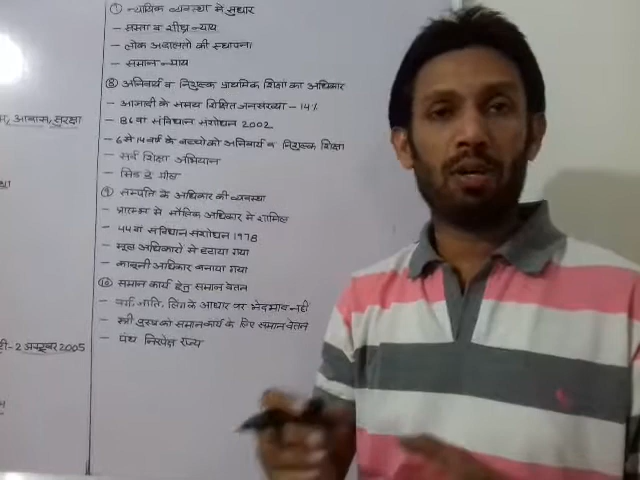 ⑦ न्यायिक व्यवस्था में सुधार
- सस्ता व शीघ्र न्याय
- लोक अदालतों की स्थापना
- समान न्याय
⑧ अनिवार्य व निशुल्क प्राथमिक शिक्षा का अधिकार
- आजादी के समय शिक्षित जनसंख्या - 14%
- 86वां संविधान संशोधन 2002
- 6 से 14 वर्ष के बच्चो को अनिवार्य व निशुल्क शिक्षा
- सर्व शिक्षा अभियान
- मिड डे मील
⑨ सम्पति के अधिकार की व्यवस्था
- प्रारम्भ में मौलिक अधिकार में शामिल
- 44वां संविधान संशोधन 1978
- मूल अधिकारों से हटाया गया
- कानूनी अधिकार बनाया गया
⑩ समान कार्य हेतु समान वेतन
- धर्म, जाति, लिंग के आधार पर भेदभाव नहीं
- स्त्री पुरुष को समान कार्य के लिए समान वेतन
- पंथ निरपेक्ष राज्य
आवास, सुरक्षा
- 2 अक्टूबर 2005